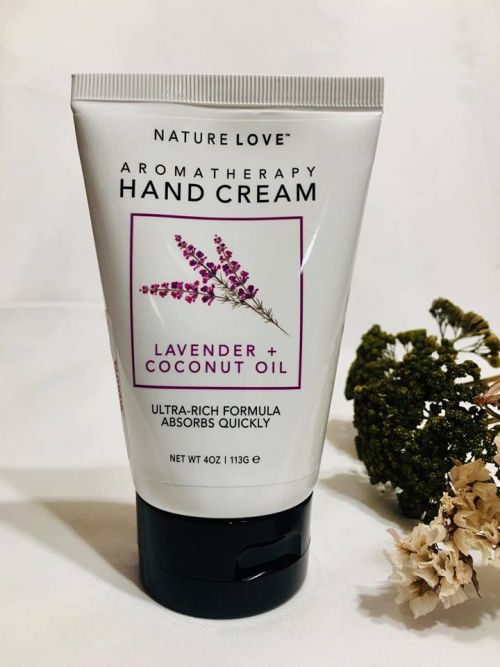 NATURE LOVE™
AROMATHERAPY
HAND CREAM
LAVENDER +
COCONUT OIL
ULTRA-RICH FORMULA
ABSORBS QUICKLY
NET WT 4OZ | 113G ℮